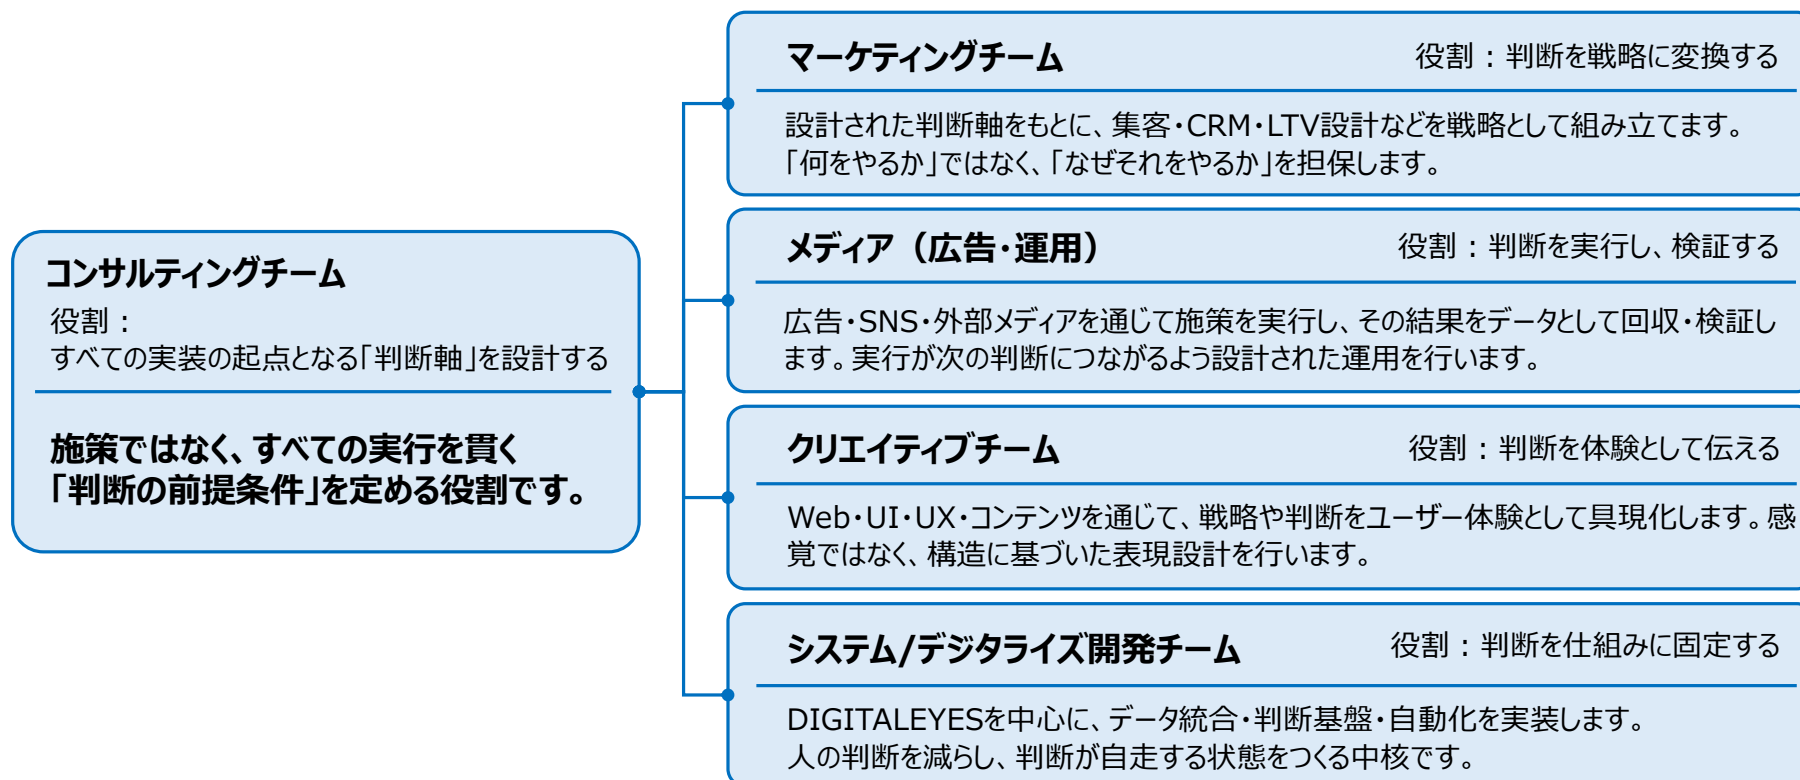 コンサルティングチーム
役割：
すべての実装の起点となる「判断軸」を設計する
施策ではなく、すべての実行を貫く
「判断の前提条件」を定める役割です。
マーケティングチーム
役割：判断を戦略に変換する
設計された判断軸をもとに、集客・CRM・LTV設計などを戦略として組み立てます。
「何をやるか」ではなく、「なぜそれをやるか」を担保します。
メディア（広告・運用）
役割：判断を実行し、検証する
広告・SNS・外部メディアを通じて施策を実行し、その結果をデータとして回収・検証し
ます。実行が次の判断につながるよう設計された運用を行います。
クリエイティブチーム
役割：判断を体験として伝える
Web・UI・UX・コンテンツを通じて、戦略や判断をユーザー体験として具現化します。感
覚ではなく、構造に基づいた表現設計を行います。
システム/デジタライズ開発チーム
役割：判断を仕組みに固定する
DIGITALEYESを中心に、データ統合・判断基盤・自動化を実装します。
人の判断を減らし、判断が自走する状態をつくる中核です。